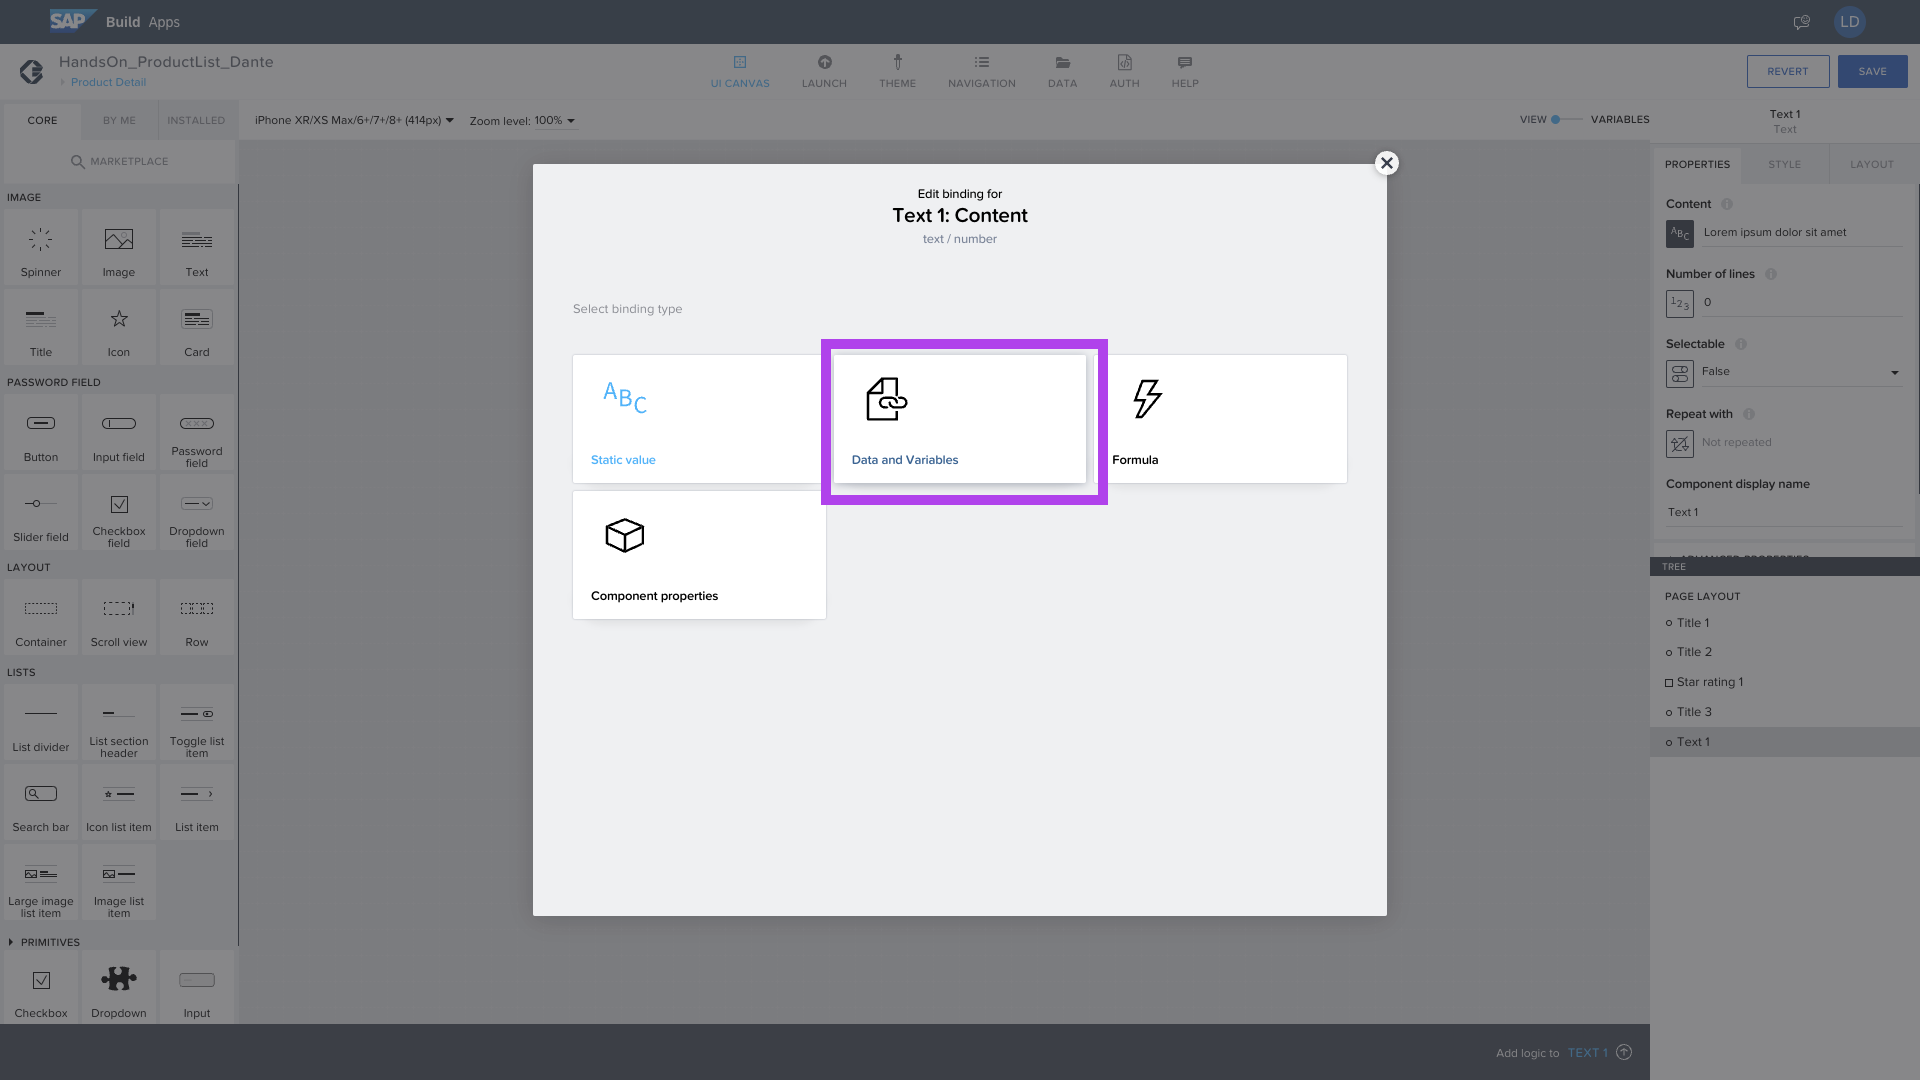 SAP Build Apps
LD
HandsOn_ProductList_Dante
Product Detail
UI CANVAS
LAUNCH
THEME
NAVIGATION
DATA
AUTH
HELP
REVERT
SAVE
CORE
BY ME
INSTALLED
MARKETPLACE
iPhone XR/XS Max/6+/7+/8+ (414px)
Zoom level: 100%
VIEW
VARIABLES
Text 1
Text
PROPERTIES
STYLE
LAYOUT
IMAGE
Spinner
Image
Text
Title
Icon
Card
PASSWORD FIELD
Button
Input field
Password
field
Slider field
Checkbox
field
Dropdown
field
LAYOUT
Container
Scroll view
Row
LISTS
List divider
List section
header
Toggle list
item
Search bar
Icon list item
List item
Large image
list item
Image list
item
PRIMITIVES
Checkbox
Dropdown
Input
Edit binding for
Text 1: Content
text / number
Select binding type
ABC
Static value
Data and Variables
Formula
Component properties
Content
ABC
Lorem ipsum dolor sit amet
Number of lines
123
0
Selectable
False
Repeat with
Not repeated
Component display name
Text 1
ADVANCED PROPERTIES
TREE
PAGE LAYOUT
Title 1
Title 2
Star rating 1
Title 3
Text 1
Add logic to TEXT 1